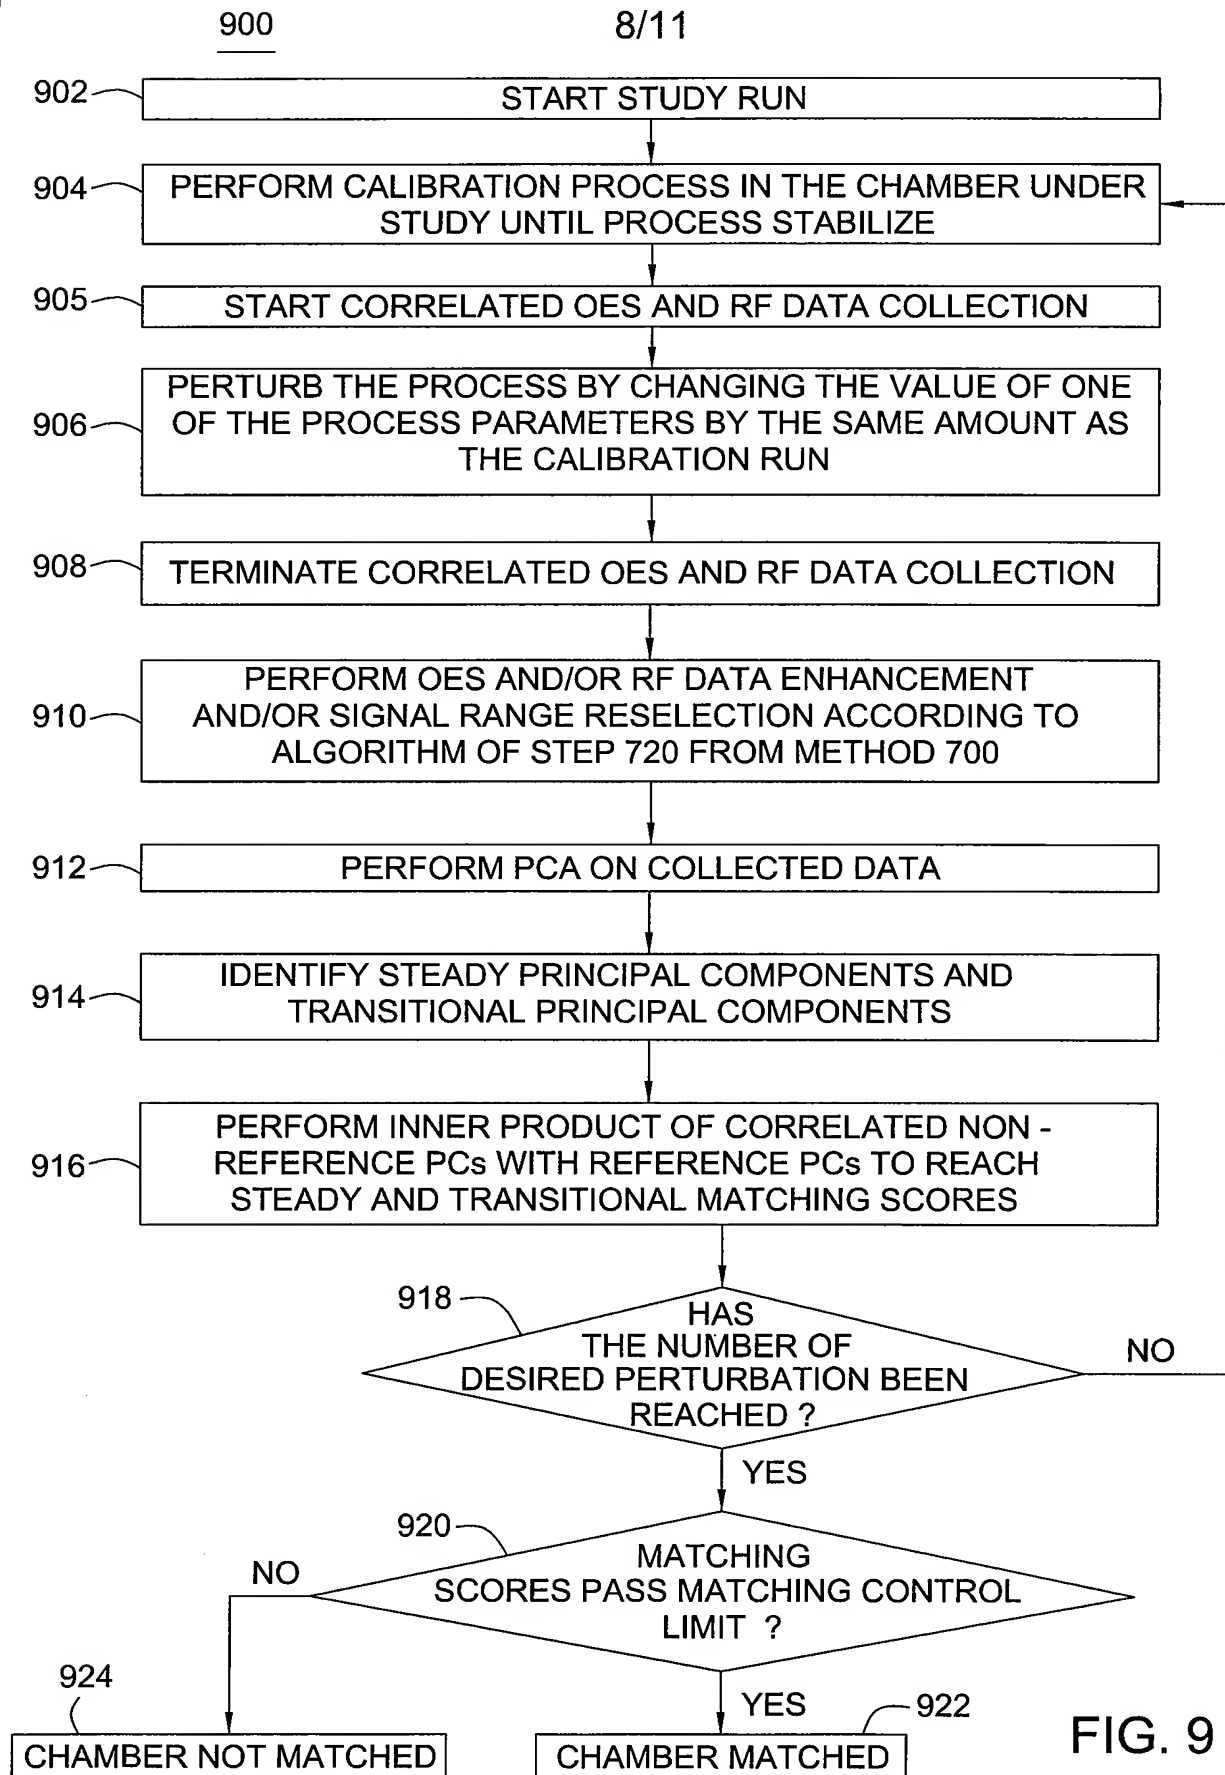 900
8/11
902
START STUDY RUN
904
PERFORM CALIBRATION PROCESS IN THE CHAMBER UNDER
STUDY UNTIL PROCESS STABILIZE
905
START CORRELATED OES AND RF DATA COLLECTION
906
PERTURB THE PROCESS BY CHANGING THE VALUE OF ONE
OF THE PROCESS PARAMETERS BY THE SAME AMOUNT AS
THE CALIBRATION RUN
908
TERMINATE CORRELATED OES AND RF DATA COLLECTION
910
PERFORM OES AND/OR RF DATA ENHANCEMENT
AND/OR SIGNAL RANGE RESELECTION ACCORDING TO
ALGORITHM OF STEP 720 FROM METHOD 700
912
PERFORM PCA ON COLLECTED DATA
914
IDENTIFY STEADY PRINCIPAL COMPONENTS AND
TRANSITIONAL PRINCIPAL COMPONENTS
916
PERFORM INNER PRODUCT OF CORRELATED NON -
REFERENCE PCs WITH REFERENCE PCs TO REACH
STEADY AND TRANSITIONAL MATCHING SCORES
918
HAS
THE NUMBER OF
DESIRED PERTURBATION BEEN
REACHED ?
NO
YES
920
MATCHING
SCORES PASS MATCHING CONTROL
LIMIT ?
NO
YES
924
CHAMBER NOT MATCHED
922
CHAMBER MATCHED
FIG. 9